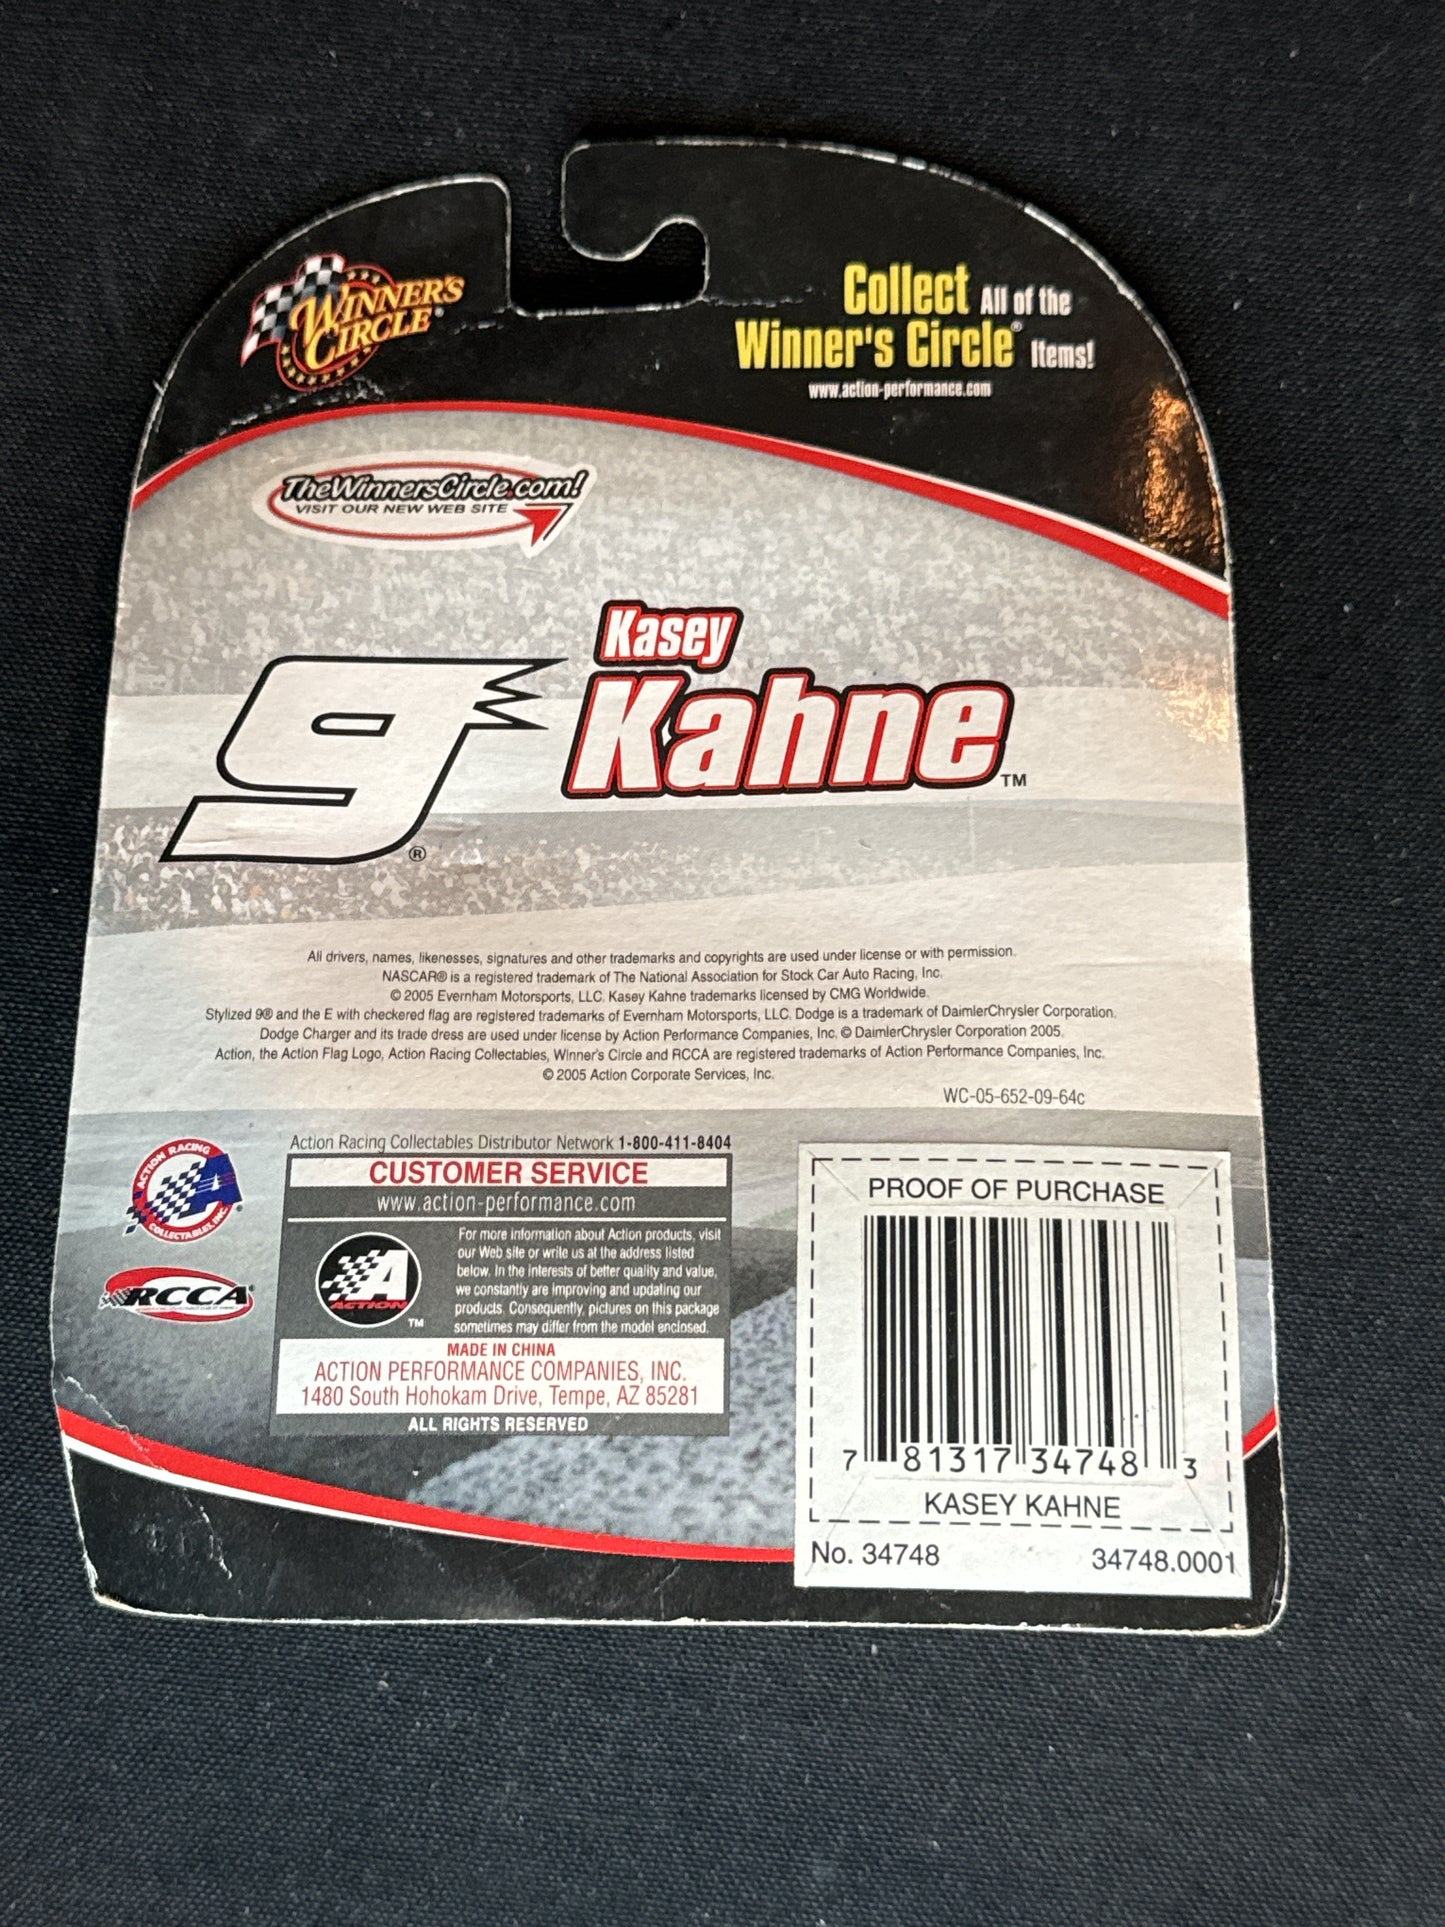 WINNER'S
CIRCLE®
Collect All of the
Winner's Circle® Items!
www.action-performance.com
TheWinnersCircle.com!
VISIT OUR NEW WEB SITE
Kasey
9® Kahne™
All drivers, names, likenesses, signatures and other trademarks and copyrights are used under license or with permission.
NASCAR® is a registered trademark of The National Association for Stock Car Auto Racing, Inc.
© 2005 Evernham Motorsports, LLC. Kasey Kahne trademarks licensed by CMG Worldwide.
Stylized 9® and the E with checkered flag are registered trademarks of Evernham Motorsports, LLC. Dodge is a trademark of DaimlerChrysler Corporation.
Dodge Charger and its trade dress are used under license by Action Performance Companies, Inc. © DaimlerChrysler Corporation 2005.
Action, the Action Flag Logo, Action Racing Collectables, Winner's Circle and RCCA are registered trademarks of Action Performance Companies, Inc.
© 2005 Action Corporate Services, Inc.
WC-05-652-09-64c
ACTION RACING
A
COLLECTABLES, INC.
RCCA
Action Racing Collectables Distributor Network 1-800-411-8404
CUSTOMER SERVICE
www.action-performance.com
A
ACTION
™
For more information about Action products, visit
our Web site or write us at the address listed
below. In the interests of better quality and value,
we constantly are improving and updating our
products. Consequently, pictures on this package
sometimes may differ from the model enclosed.
MADE IN CHINA
ACTION PERFORMANCE COMPANIES, INC.
1480 South Hohokam Drive, Tempe, AZ 85281
ALL RIGHTS RESERVED
PROOF OF PURCHASE
7 81317 34748 3
KASEY KAHNE
No. 34748 34748.0001